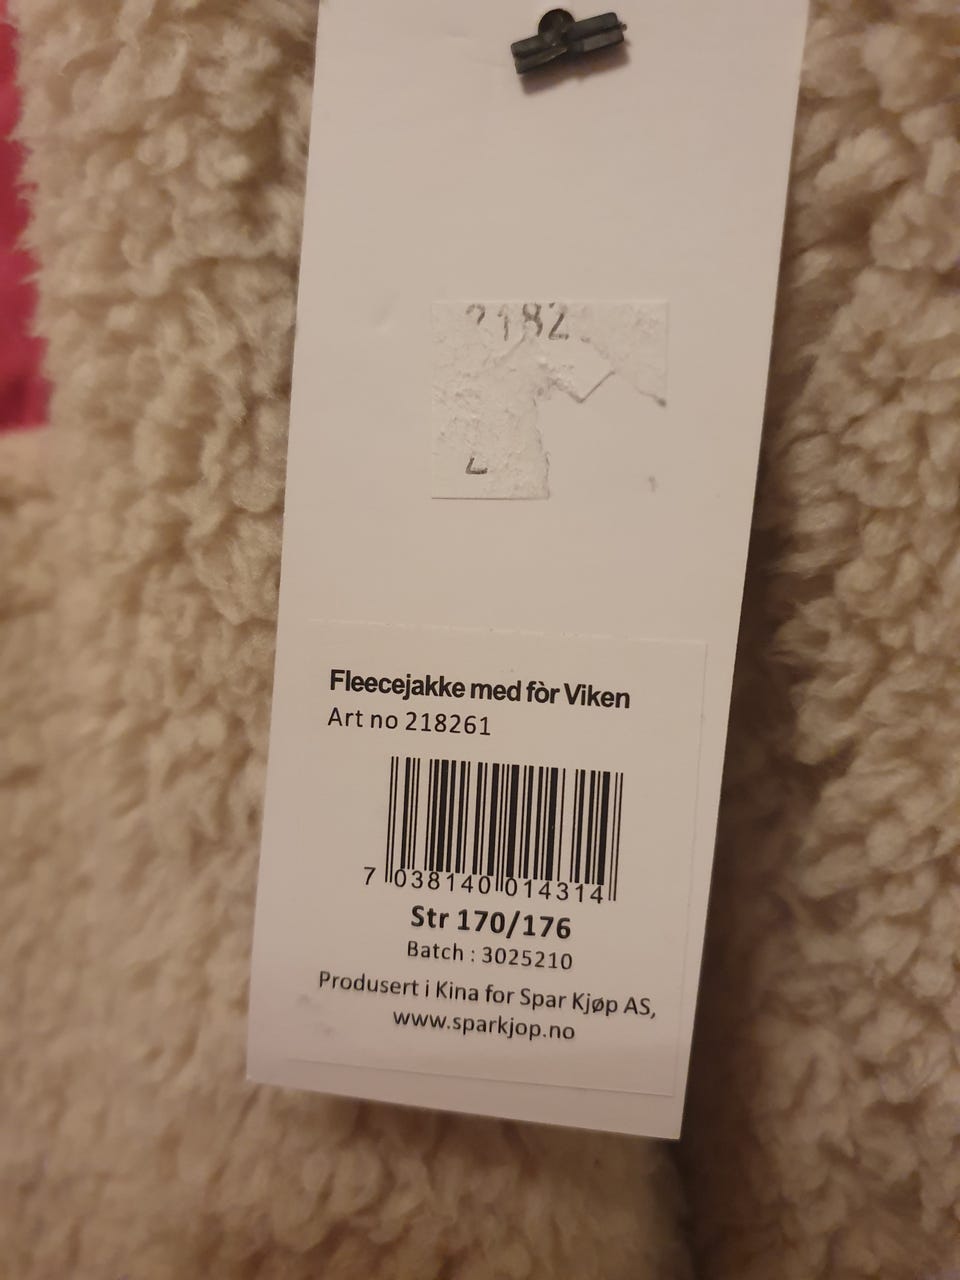 2182
Fleecejakke med fòr Viken
Art no 218261
7 038140 014314
Str 170/176
Batch : 3025210
Produsert i Kina for Spar Kjøp AS,
www.sparkjop.no